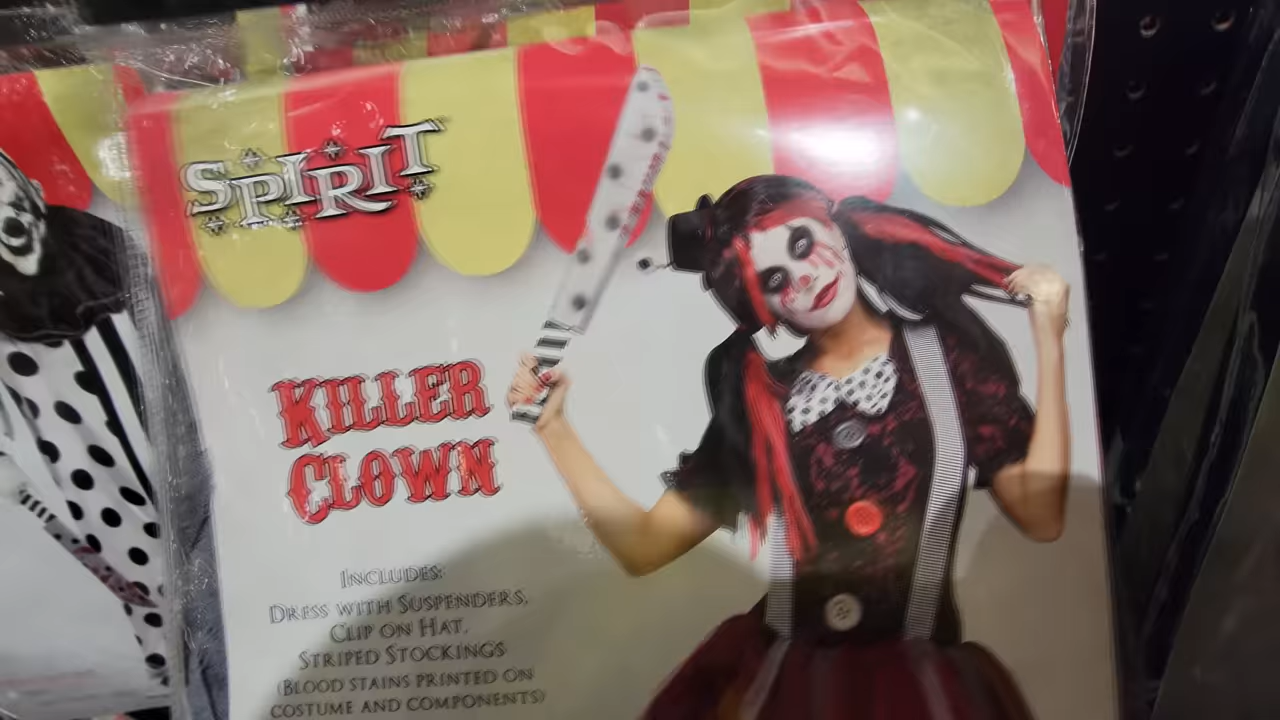 SPIRIT
KILLER
CLOWN
INCLUDES:
DRESS WITH SUSPENDERS,
CLIP ON HAT,
STRIPED STOCKINGS
(BLOOD STAINS PRINTED ON
COSTUME AND COMPONENTS)